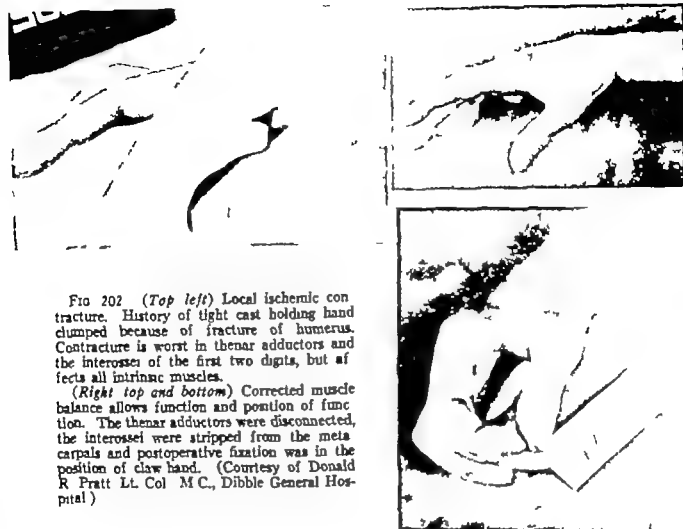 FIG 202 (Top left) Local ischemic con
tracture. History of tight cast holding hand
clumped because of fracture of humerus.
Contracture is worst in thenar adductors and
the interossei of the first two digits, but af
fects all intrinsic muscles.
(Right top and bottom) Corrected muscle
balance allows function and position of func
tion. The thenar adductors were disconnected,
the interossei were stripped from the meta
carpals and postoperative fixation was in the
position of claw hand. (Courtesy of Donald
R Pratt Lt. Col M C., Dibble General Hos-
pital )